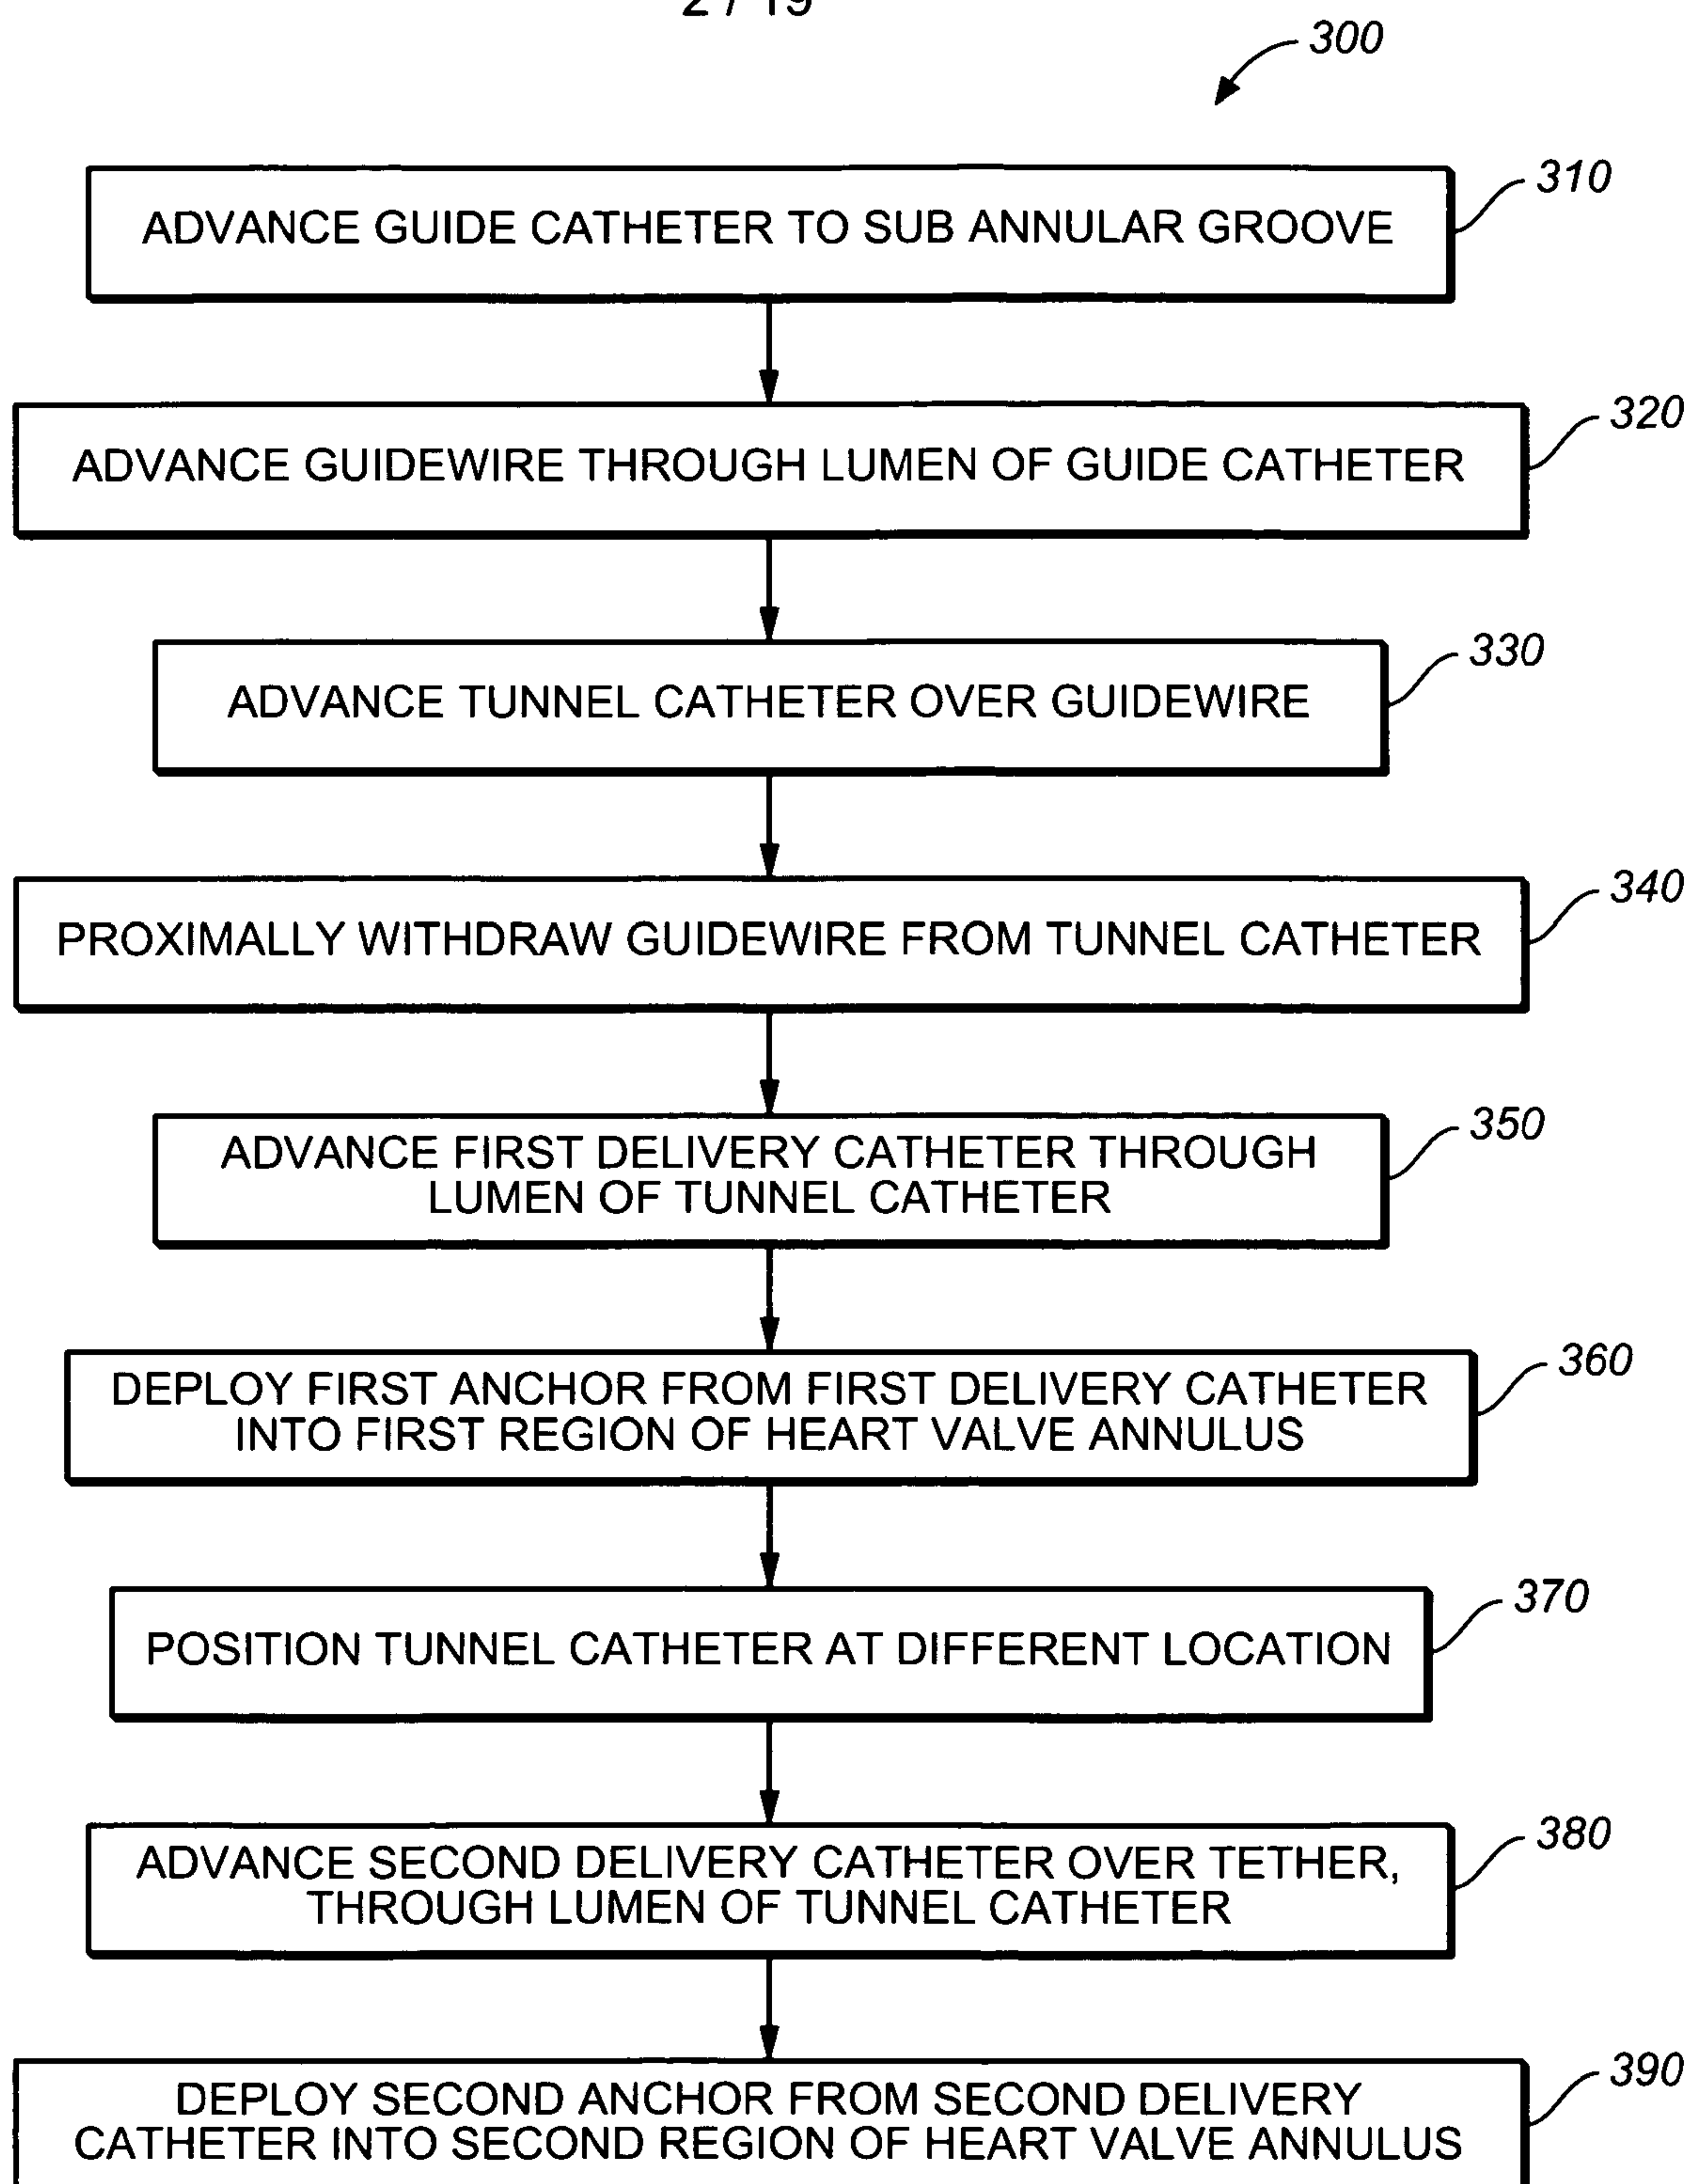 2 / 19
300
310
ADVANCE GUIDE CATHETER TO SUB ANNULAR GROOVE
320
ADVANCE GUIDEWIRE THROUGH LUMEN OF GUIDE CATHETER
330
ADVANCE TUNNEL CATHETER OVER GUIDEWIRE
340
PROXIMALLY WITHDRAW GUIDEWIRE FROM TUNNEL CATHETER
350
ADVANCE FIRST DELIVERY CATHETER THROUGH
LUMEN OF TUNNEL CATHETER
360
DEPLOY FIRST ANCHOR FROM FIRST DELIVERY CATHETER
INTO FIRST REGION OF HEART VALVE ANNULUS
370
POSITION TUNNEL CATHETER AT DIFFERENT LOCATION
380
ADVANCE SECOND DELIVERY CATHETER OVER TETHER,
THROUGH LUMEN OF TUNNEL CATHETER
390
DEPLOY SECOND ANCHOR FROM SECOND DELIVERY
CATHETER INTO SECOND REGION OF HEART VALVE ANNULUS